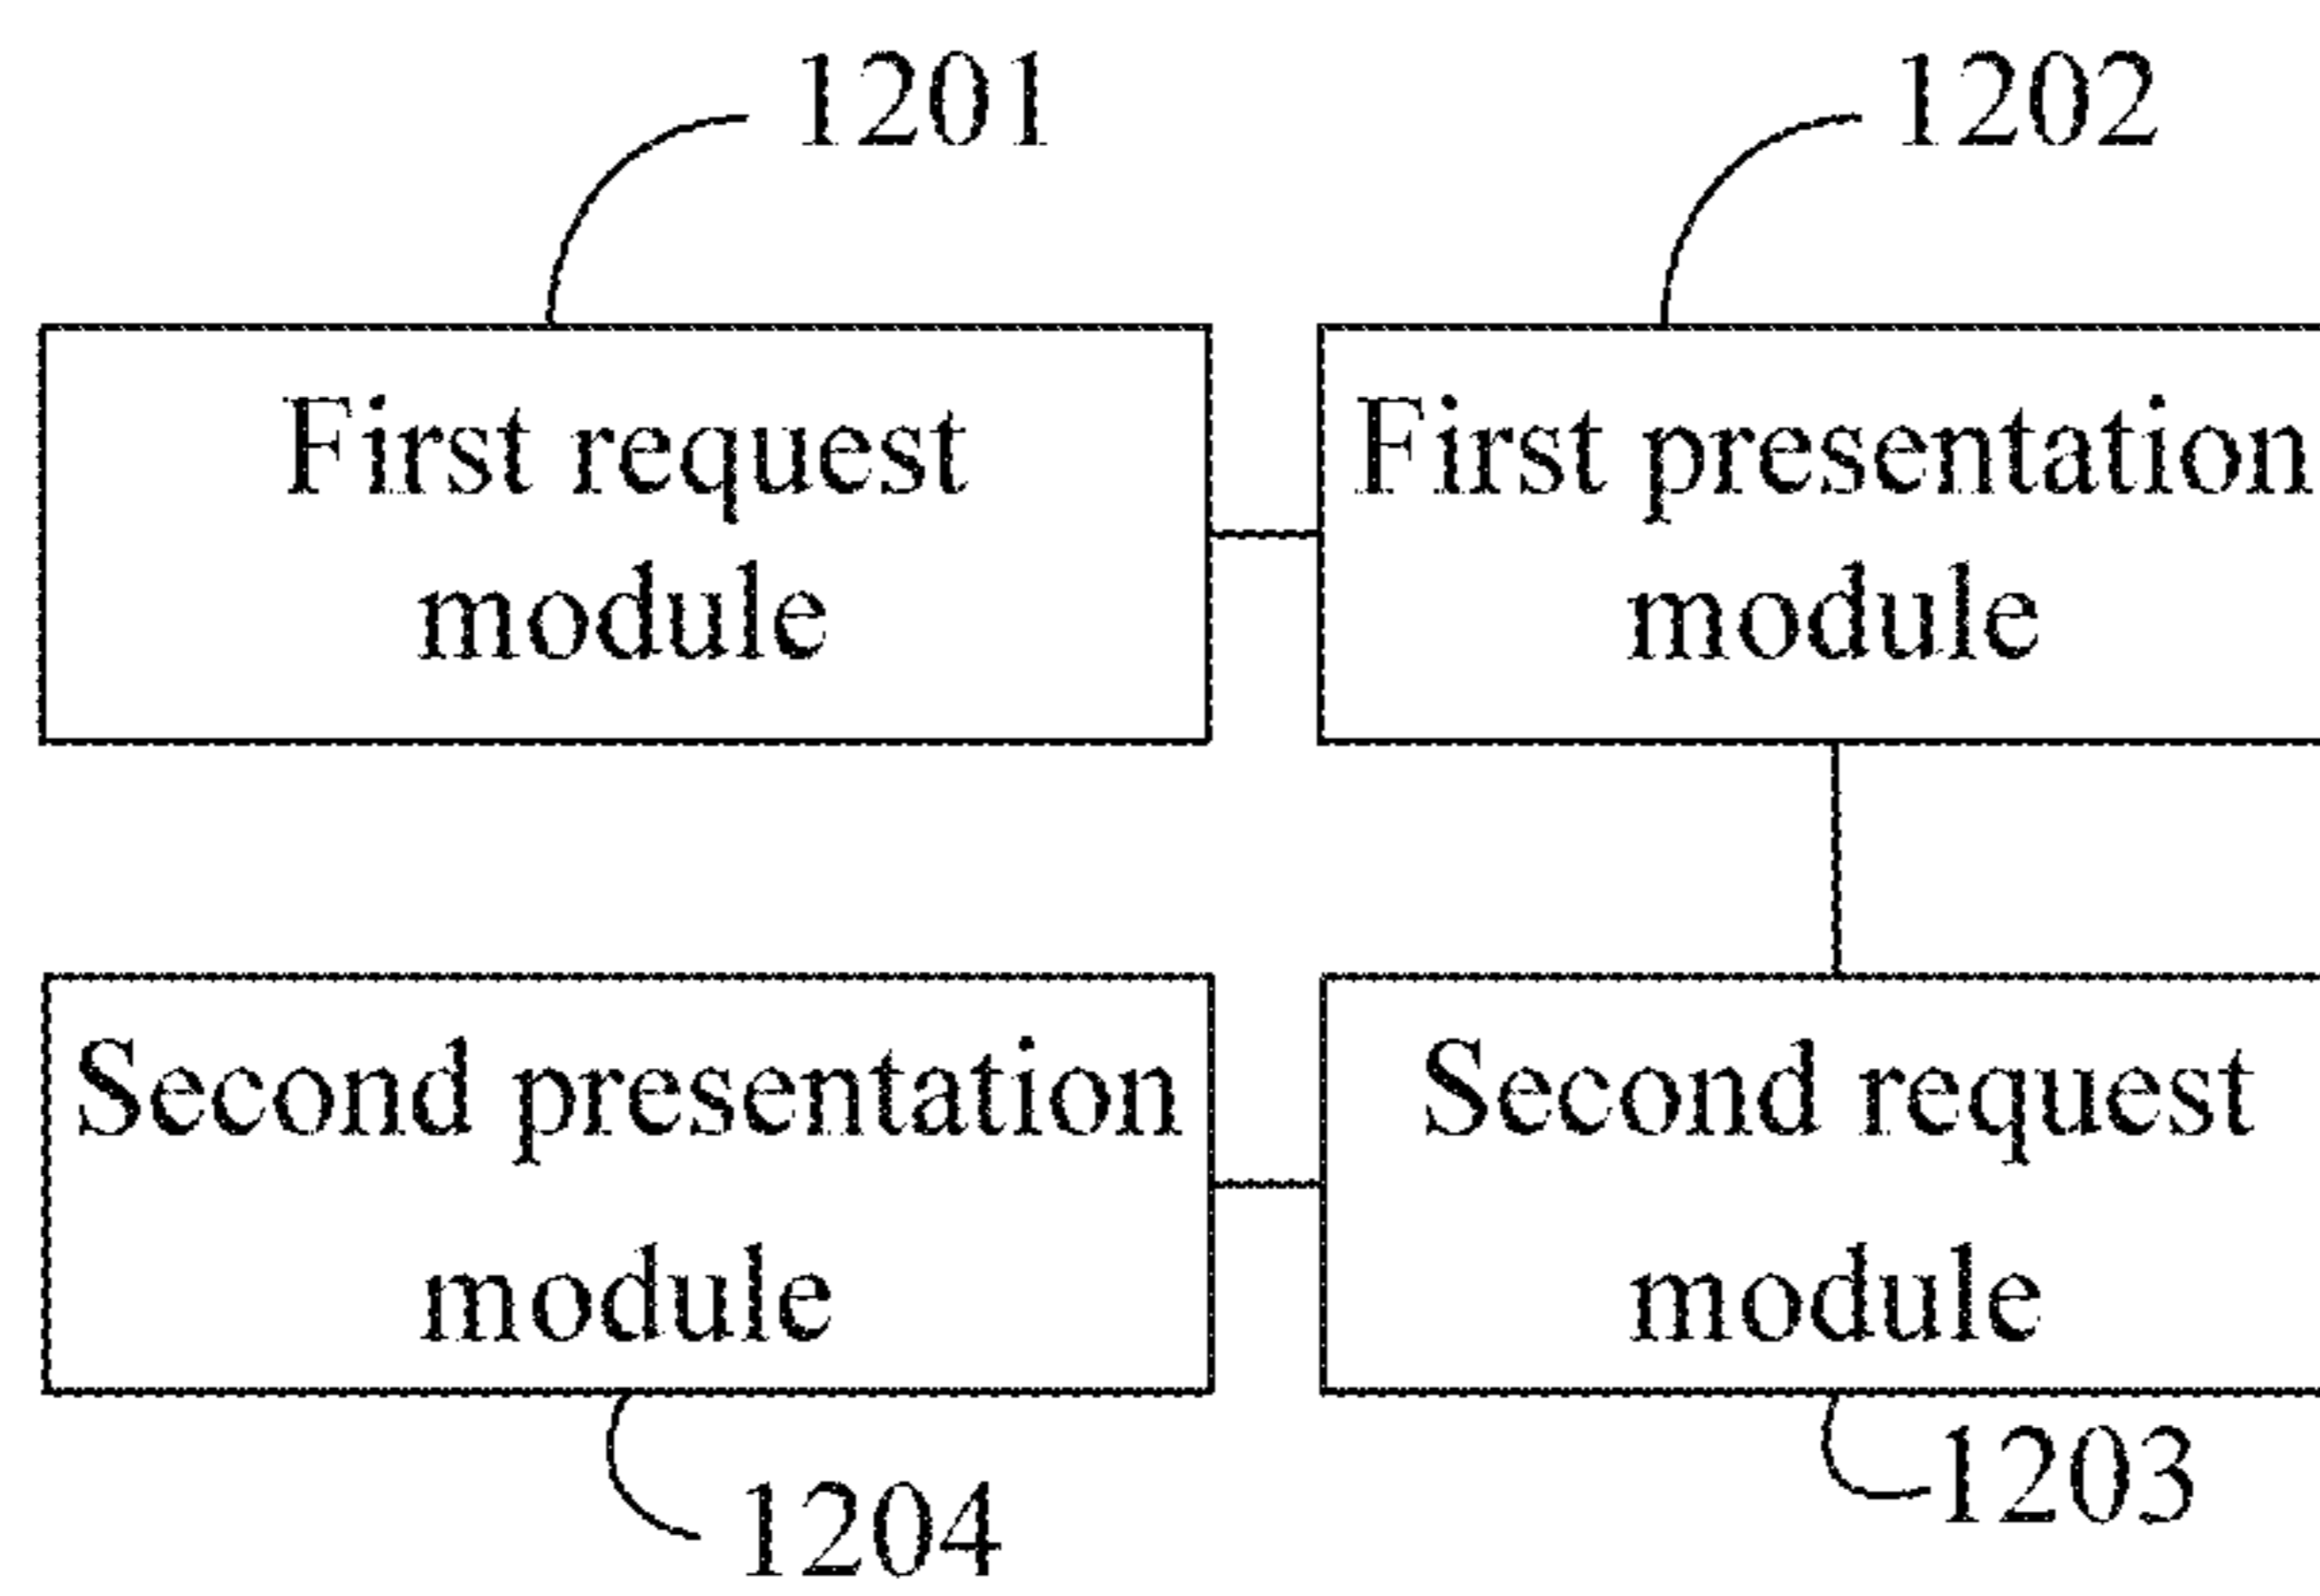 1201
1202
First request
module
First presentation
module
Second presentation
module
Second request
module
1204
1203